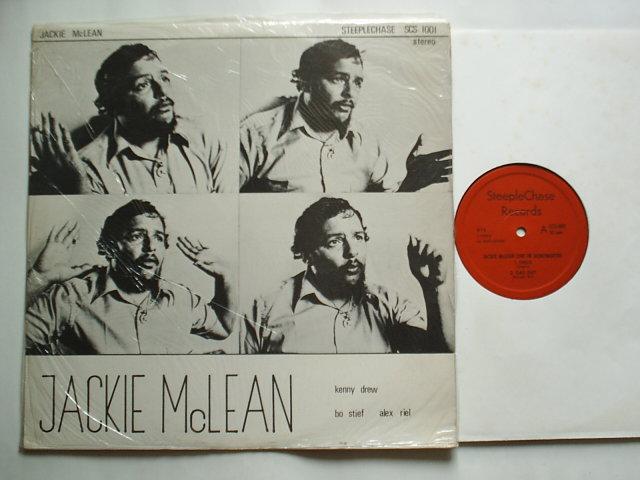 JACKIE McLEAN
STEEPLECHASE SCS 1001
stereo
JACKIE McLEAN
kenny drew
bo stief alex riel
SteepleChase
Records
A